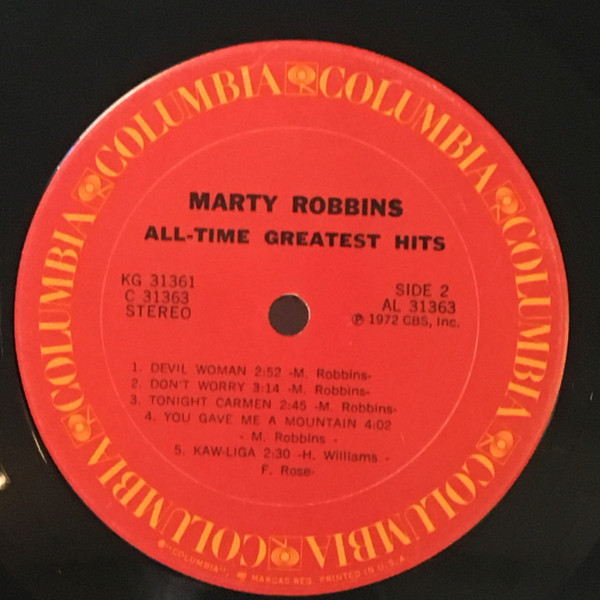 COLUMBIA COLUMBIA COLUMBIA COLUMBIA COLUMBIA COLUMBIA COLUMBIA COLUMBIA
MARTY ROBBINS
ALL-TIME GREATEST HITS
KG 31361
C 31363
STEREO
SIDE 2
AL 31363
℗ 1972 CBS, Inc.
1. DEVIL WOMAN 2:52 -M. Robbins-
2. DON'T WORRY 3:14 -M. Robbins-
3. TONIGHT CARMEN 2:45 -M. Robbins-
4. YOU GAVE ME A MOUNTAIN 4:02
- M. Robbins -
5. KAW-LIGA 2:30 -H. Williams -
F. Rose-
"COLUMBIA", MARCAS REG. PRINTED IN U.S.A.